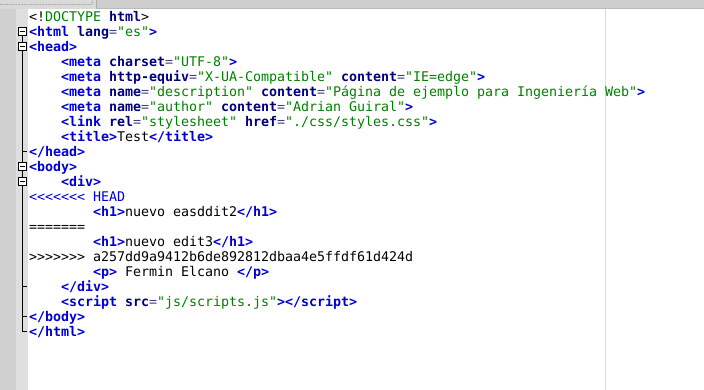 <!DOCTYPE html>
<html lang="es">
<head>
    <meta charset="UTF-8">
    <meta http-equiv="X-UA-Compatible" content="IE=edge">
    <meta name="description" content="Página de ejemplo para Ingeniería Web">
    <meta name="author" content="Adrian Guiral">
    <link rel="stylesheet" href="./css/styles.css">
    <title>Test</title>
</head>
<body>
    <div>
<<<<<<< HEAD
        <h1>nuevo easddit2</h1>
=======
        <h1>nuevo edit3</h1>
>>>>>>> a257dd9a9412b6de892812dbaa4e5ffdf61d424d
        <p> Fermin Elcano </p>
    </div>
    <script src="js/scripts.js"></script>
</body>
</html>